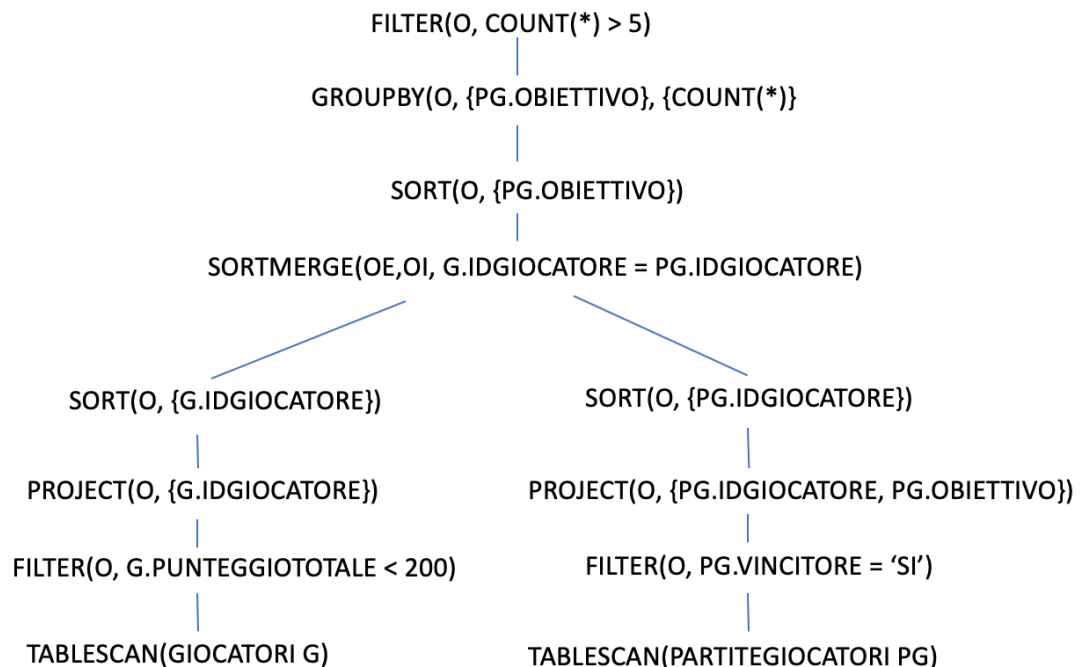 FILTER(O, COUNT(*) > 5)
GROUPBY(O, {PG.OBIETTIVO}, {COUNT(*)}
SORT(O, {PG.OBIETTIVO})
SORTMERGE(OE,OI, G.IDGIOCATORE = PG.IDGIOCATORE)
SORT(O, {G.IDGIOCATORE})
PROJECT(O, {G.IDGIOCATORE})
FILTER(O, G.PUNTEGGIOTOTALE < 200)
TABLESCAN(GIOCATORI G)
SORT(O, {PG.IDGIOCATORE})
PROJECT(O, {PG.IDGIOCATORE, PG.OBIETTIVO})
FILTER(O, PG.VINCITORE = ‘SI’)
TABLESCAN(PARTITEGIOCATORI PG)